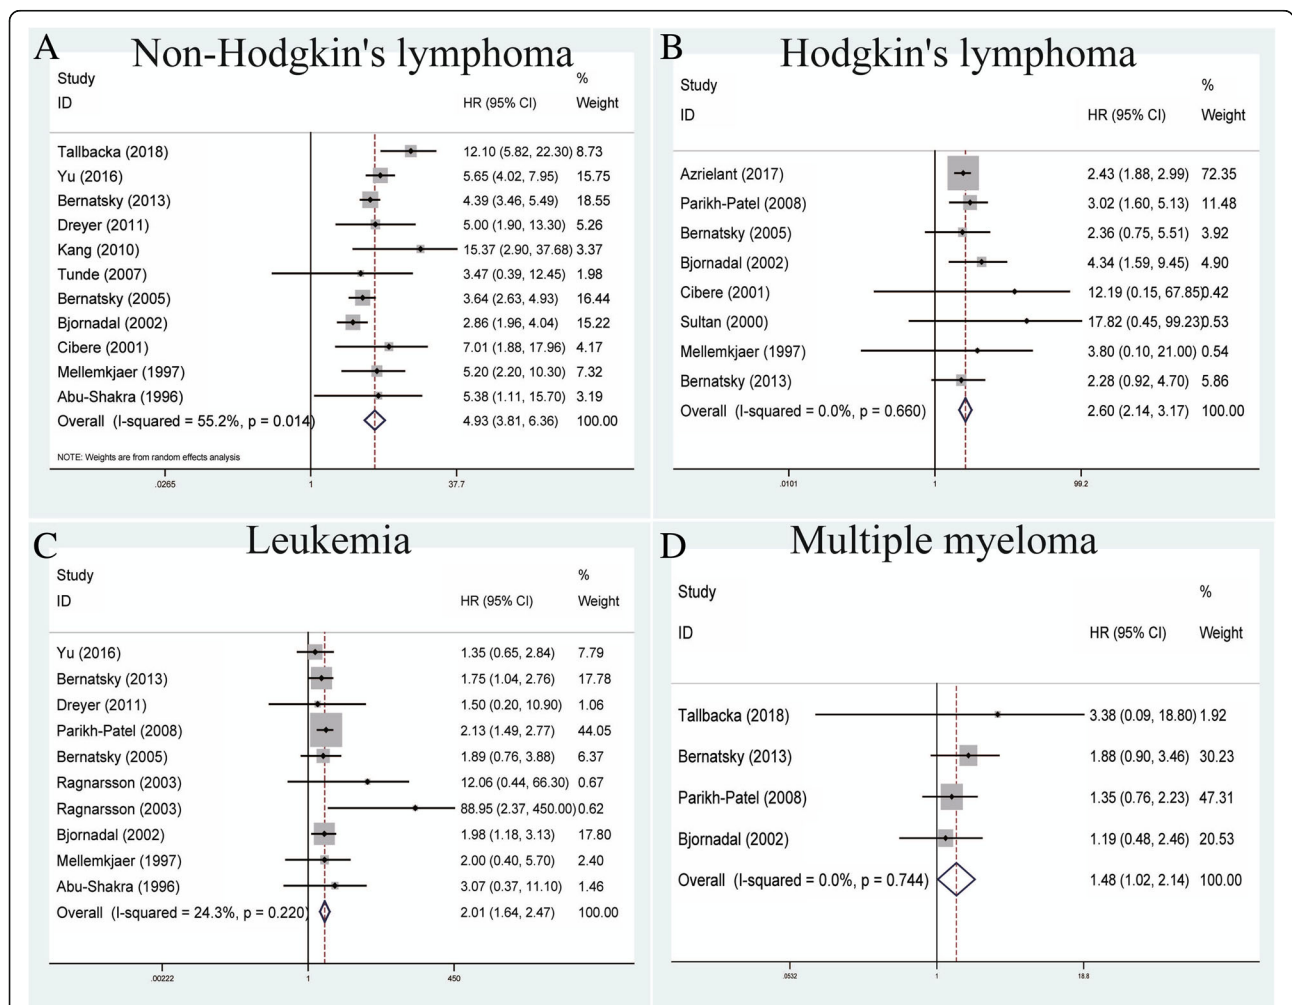 A Non-Hodgkin's lymphoma
Study %
ID HR (95% CI) Weight
Tallbacka (2018) 12.10 (5.82, 22.30) 8.73
Yu (2016) 5.65 (4.02, 7.95) 15.75
Bernatsky (2013) 4.39 (3.46, 5.49) 18.55
Dreyer (2011) 5.00 (1.90, 13.30) 5.26
Kang (2010) 15.37 (2.90, 37.68) 3.37
Tunde (2007) 3.47 (0.39, 12.45) 1.98
Bernatsky (2005) 3.64 (2.63, 4.93) 16.44
Bjornadal (2002) 2.86 (1.96, 4.04) 15.22
Cibere (2001) 7.01 (1.88, 17.96) 4.17
Mellemkjaer (1997) 5.20 (2.20, 10.30) 7.32
Abu-Shakra (1996) 5.38 (1.11, 15.70) 3.19
Overall (I-squared = 55.2%, p = 0.014) 4.93 (3.81, 6.36) 100.00
NOTE: Weights are from random effects analysis
.0265 1 37.7
B Hodgkin's lymphoma
Study %
ID HR (95% CI) Weight
Azrielant (2017) 2.43 (1.88, 2.99) 72.35
Parikh-Patel (2008) 3.02 (1.60, 5.13) 11.48
Bernatsky (2005) 2.36 (0.75, 5.51) 3.92
Bjornadal (2002) 4.34 (1.59, 9.45) 4.90
Cibere (2001) 12.19 (0.15, 67.85) 0.42
Sultan (2000) 17.82 (0.45, 99.23) 0.53
Mellemkjaer (1997) 3.80 (0.10, 21.00) 0.54
Bernatsky (2013) 2.28 (0.92, 4.70) 5.86
Overall (I-squared = 0.0%, p = 0.660) 2.60 (2.14, 3.17) 100.00
.0101 1 99.2
C Leukemia
Study %
ID HR (95% CI) Weight
Yu (2016) 1.35 (0.65, 2.84) 7.79
Bernatsky (2013) 1.75 (1.04, 2.76) 17.78
Dreyer (2011) 1.50 (0.20, 10.90) 1.06
Parikh-Patel (2008) 2.13 (1.49, 2.77) 44.05
Bernatsky (2005) 1.89 (0.76, 3.88) 6.37
Ragnarsson (2003) 12.06 (0.44, 66.30) 0.67
Ragnarsson (2003) 88.95 (2.37, 450.00) 0.62
Bjornadal (2002) 1.98 (1.18, 3.13) 17.80
Mellemkjaer (1997) 2.00 (0.40, 5.70) 2.40
Abu-Shakra (1996) 3.07 (0.37, 11.10) 1.46
Overall (I-squared = 24.3%, p = 0.220) 2.01 (1.64, 2.47) 100.00
.00222 1 450
D Multiple myeloma
Study %
ID HR (95% CI) Weight
Tallbacka (2018) 3.38 (0.09, 18.80) 1.92
Bernatsky (2013) 1.88 (0.90, 3.46) 30.23
Parikh-Patel (2008) 1.35 (0.76, 2.23) 47.31
Bjornadal (2002) 1.19 (0.48, 2.46) 20.53
Overall (I-squared = 0.0%, p = 0.744) 1.48 (1.02, 2.14) 100.00
.0532 1 18.8